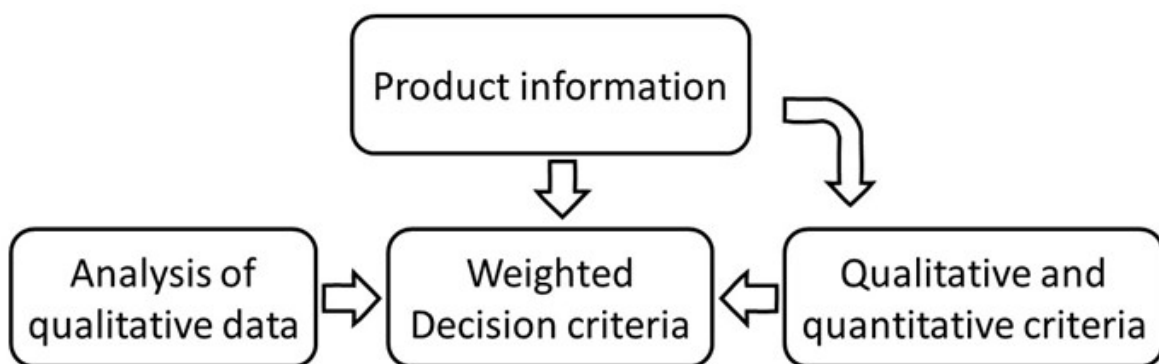 Product information
Analysis of
qualitative data
Weighted
Decision criteria
Qualitative and
quantitative criteria